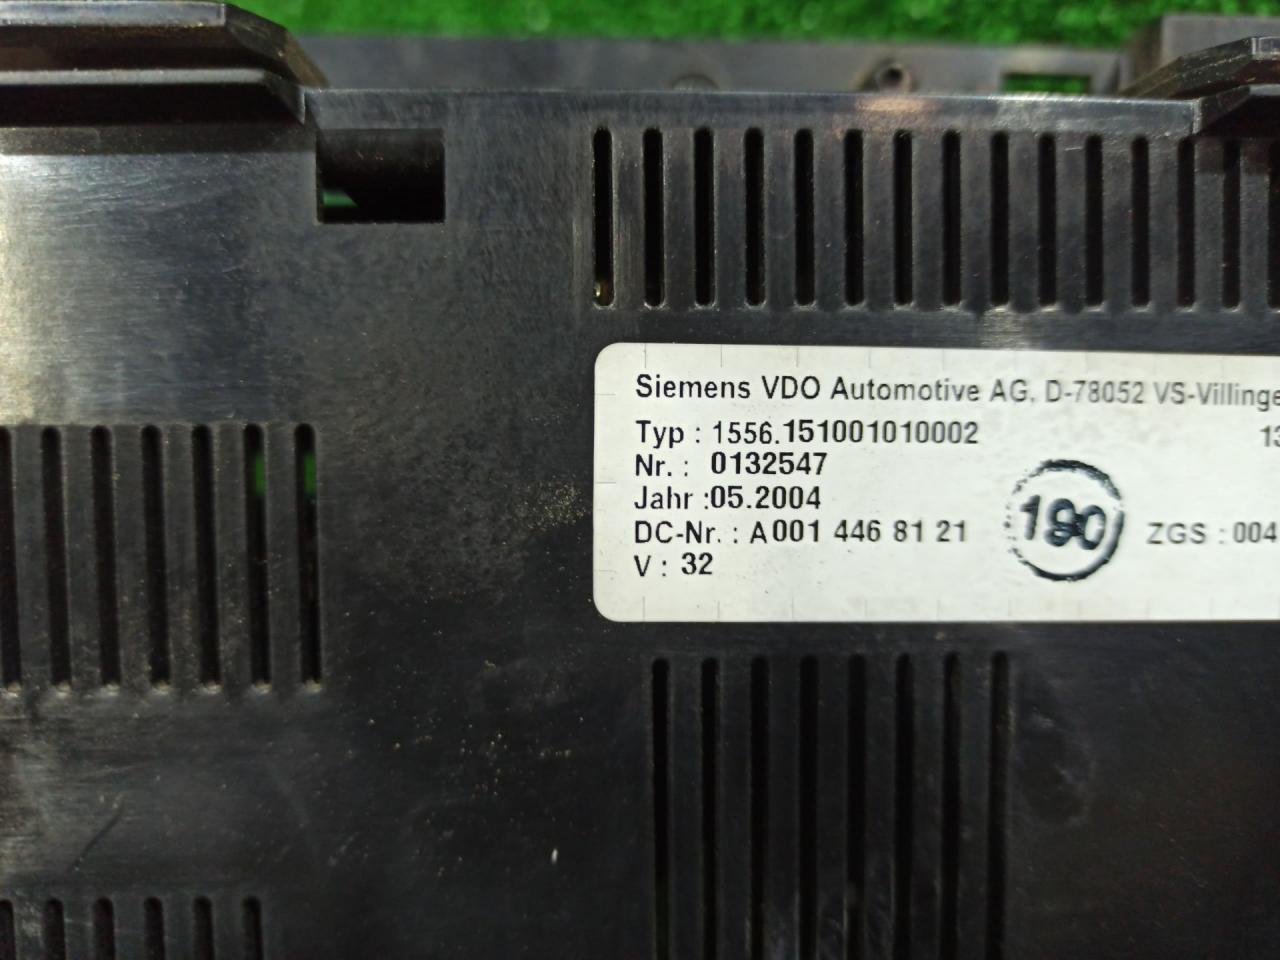 Siemens VDO Automotive AG, D-78052 VS-Villinge
Typ : 1556.151001010002 13
Nr. : 0132547
Jahr :05.2004
DC-Nr. : A 001 446 81 21 190 ZGS : 004
V : 32